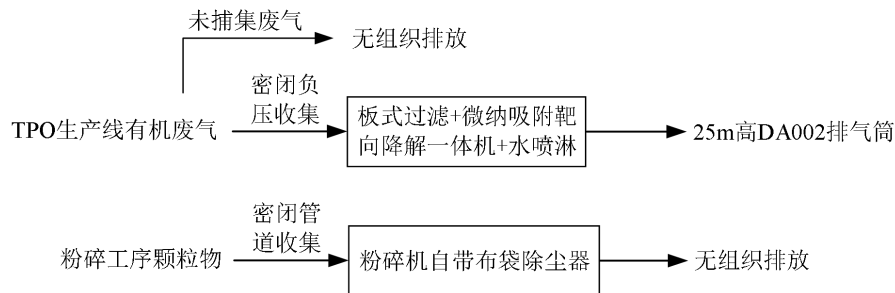 未捕集废气
无组织排放
密闭负
压收集
TPO生产线有机废气
板式过滤+微纳吸附靶
向降解一体机+水喷淋
25m高DA002排气筒
密闭管
道收集
粉碎工序颗粒物
粉碎机自带布袋除尘器
无组织排放